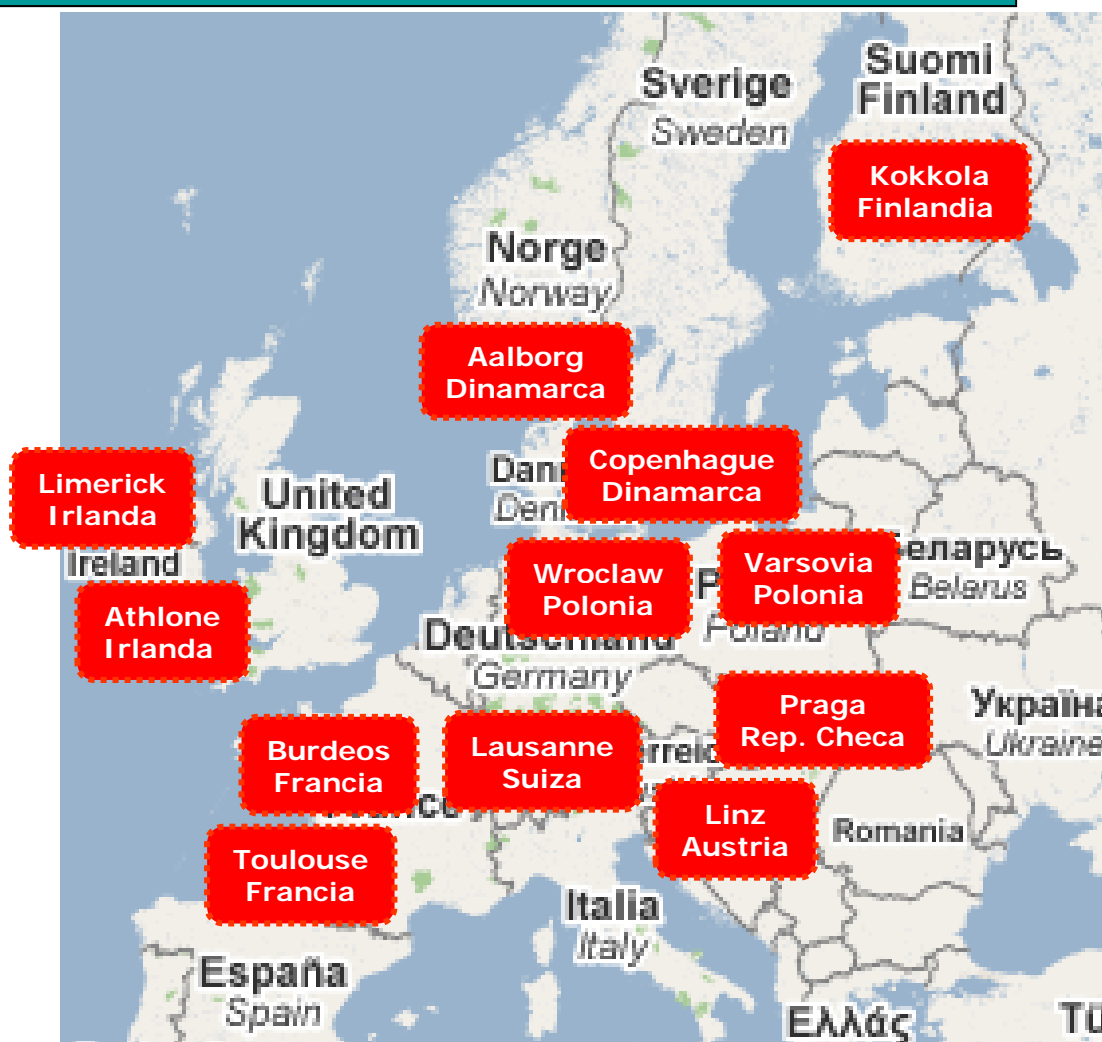 Suomi
Finland
Sverige
Sweden
Kokkola
Finlandia
Norge
Norway
Aalborg
Dinamarca
Copenhague
Dinamarca
Limerick
Irlanda
United
Kingdom
Ireland
Wroclaw
Polonia
Varsovia
Polonia
Belarus
Athlone
Irlanda
Deutschland
Germany
Poland
Praga
Rep. Checa
Україна
Ukraine
Burdeos
Francia
Lausanne
Suiza
Linz
Austria
Romania
Toulouse
Francia
Italia
Italy
España
Spain
Ελλάς